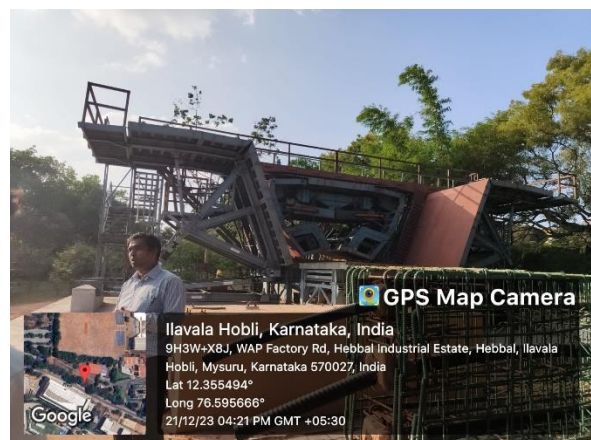 GPS Map Camera
Ilavala Hobli, Karnataka, India
9H3W+X8J, WAP Factory Rd, Hebbal Industrial Estate, Hebbal, Ilavala
Hobli, Mysuru, Karnataka 570027, India
Lat 12.355494°
Long 76.595666°
21/12/23 04:21 PM GMT +05:30
Google